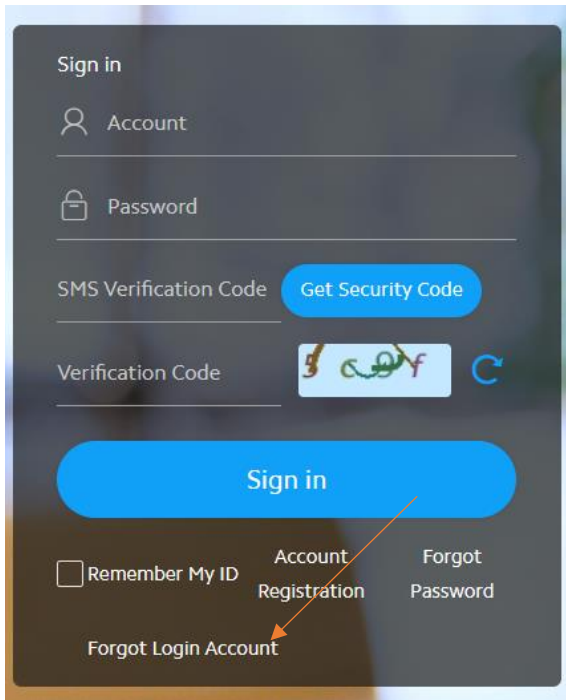 Sign in
Account
Password
SMS Verification Code Get Security Code
Verification Code
Sign in
Remember My ID
Account
Registration
Forgot
Password
Forgot Login Account